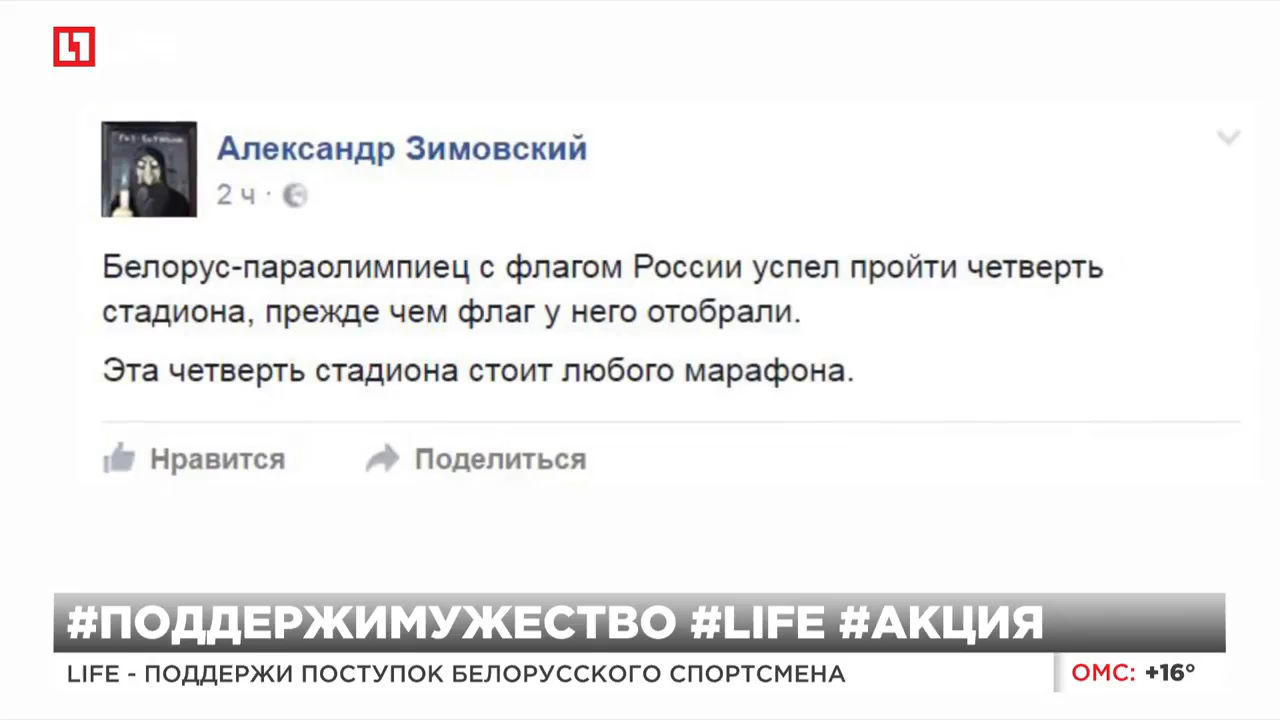 Александр Зимовский
2 ч ·
Белорус-параолимпиец с флагом России успел пройти четверть
стадиона, прежде чем флаг у него отобрали.
Эта четверть стадиона стоит любого марафона.
Нравится Поделиться
#ПОДДЕРЖИМУЖЕСТВО #LIFE #АКЦИЯ
LIFE - ПОДДЕРЖИ ПОСТУПОК БЕЛОРУССКОГО СПОРТСМЕНА
ОМС: +16°